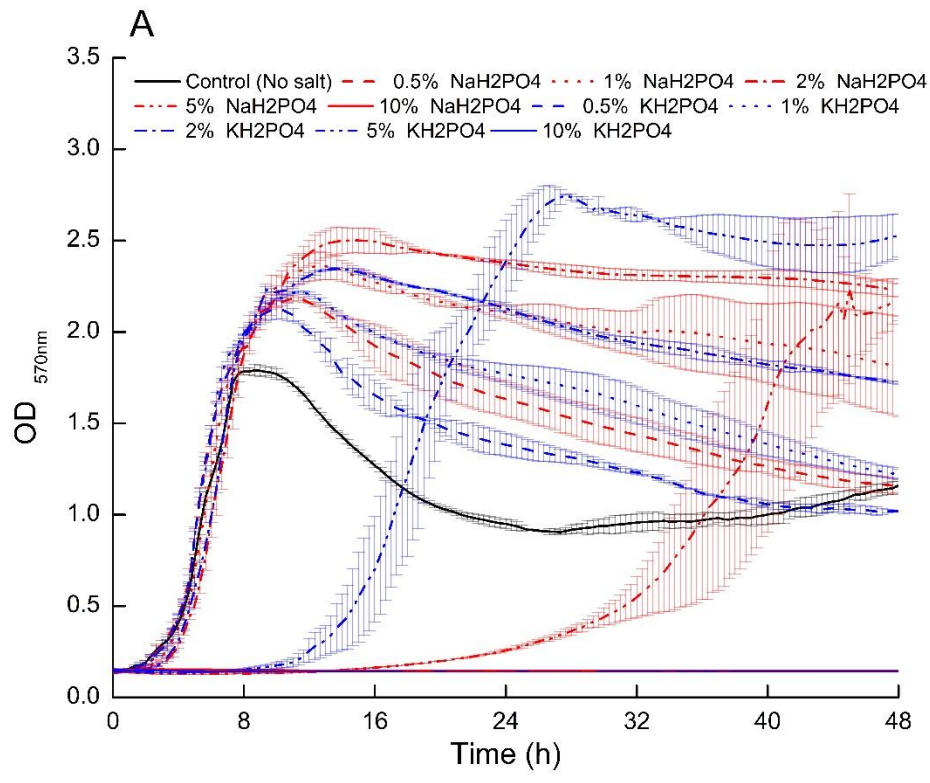 A
3.5
Control (No salt) 0.5% NaH2PO4 1% NaH2PO4 2% NaH2PO4
5% NaH2PO4 10% NaH2PO4 0.5% KH2PO4 1% KH2PO4
2% KH2PO4 5% KH2PO4 10% KH2PO4
3.0
2.5
2.0
1.5
1.0
0.5
0.0
OD 570nm
0 8 16 24 32 40 48
Time (h)